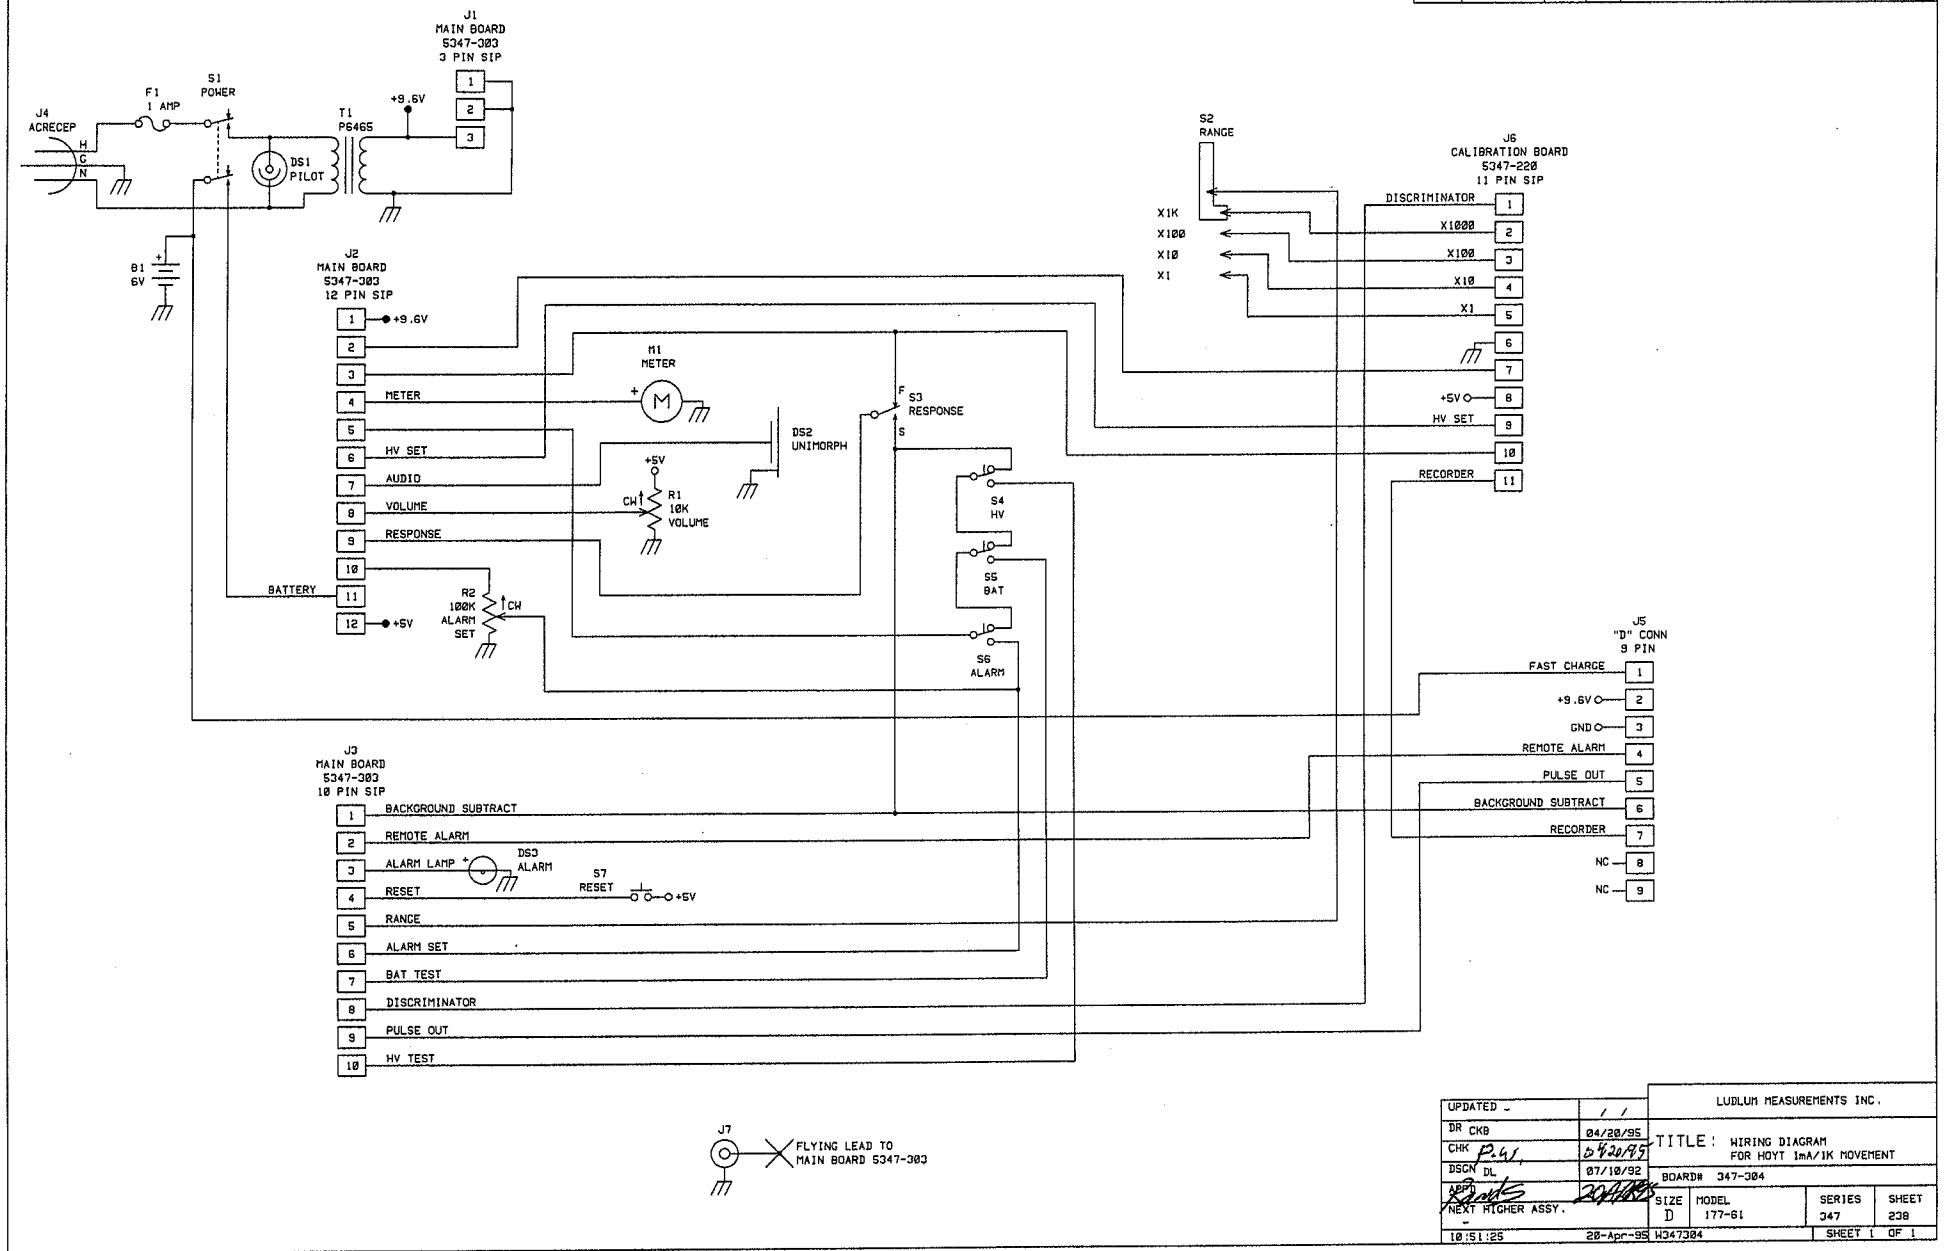 J1
MAIN BOARD
5347-303
3 PIN SIP
1
2
3
+9.6V
S1
POWER
F1
1 AMP
J4
ACRECEP
H
G
N
DS1
PILOT
T1
P6465
B1
6V
+
J2
MAIN BOARD
5347-303
12 PIN SIP
1
+9.6V
2
3
4
METER
5
6
HV SET
7
AUDIO
8
VOLUME
9
RESPONSE
10
11
BATTERY
12
+5V
M1
METER
+
M
DS2
UNIMORPH
+5V
CW
R1
10K
VOLUME
R2
100K
ALARM
SET
CW
F
S3
RESPONSE
S
S4
HV
S5
BAT
S6
ALARM
S2
RANGE
X1K
X100
X10
X1
J6
CALIBRATION BOARD
5347-220
11 PIN SIP
DISCRIMINATOR
1
X1000
2
X100
3
X10
4
X1
5
6
7
+5V
8
HV SET
9
10
RECORDER
11
J5
"D" CONN
9 PIN
FAST CHARGE
1
+9.6V
2
GND
3
REMOTE ALARM
4
PULSE OUT
5
BACKGROUND SUBTRACT
6
RECORDER
7
NC
8
NC
9
J3
MAIN BOARD
5347-303
10 PIN SIP
1
BACKGROUND SUBTRACT
2
REMOTE ALARM
3
ALARM LAMP
+
DS3
ALARM
4
RESET
S7
RESET
+5V
5
RANGE
6
ALARM SET
7
BAT TEST
8
DISCRIMINATOR
9
PULSE OUT
10
HV TEST
J7
FLYING LEAD TO
MAIN BOARD 5347-303
UPDATED -
/ /
DR CKB
04/20/95
CHK P.W.
DSGN DL
07/10/92
APPD
NEXT HIGHER ASSY.
-
10:51:25
20-Apr-95
LUDLUM MEASUREMENTS INC.
TITLE: WIRING DIAGRAM
FOR HOYT 1mA/1K MOVEMENT
BOARD# 347-304
SIZE
D
MODEL
177-61
SERIES
347
SHEET
238
W347304
SHEET 1 OF 1